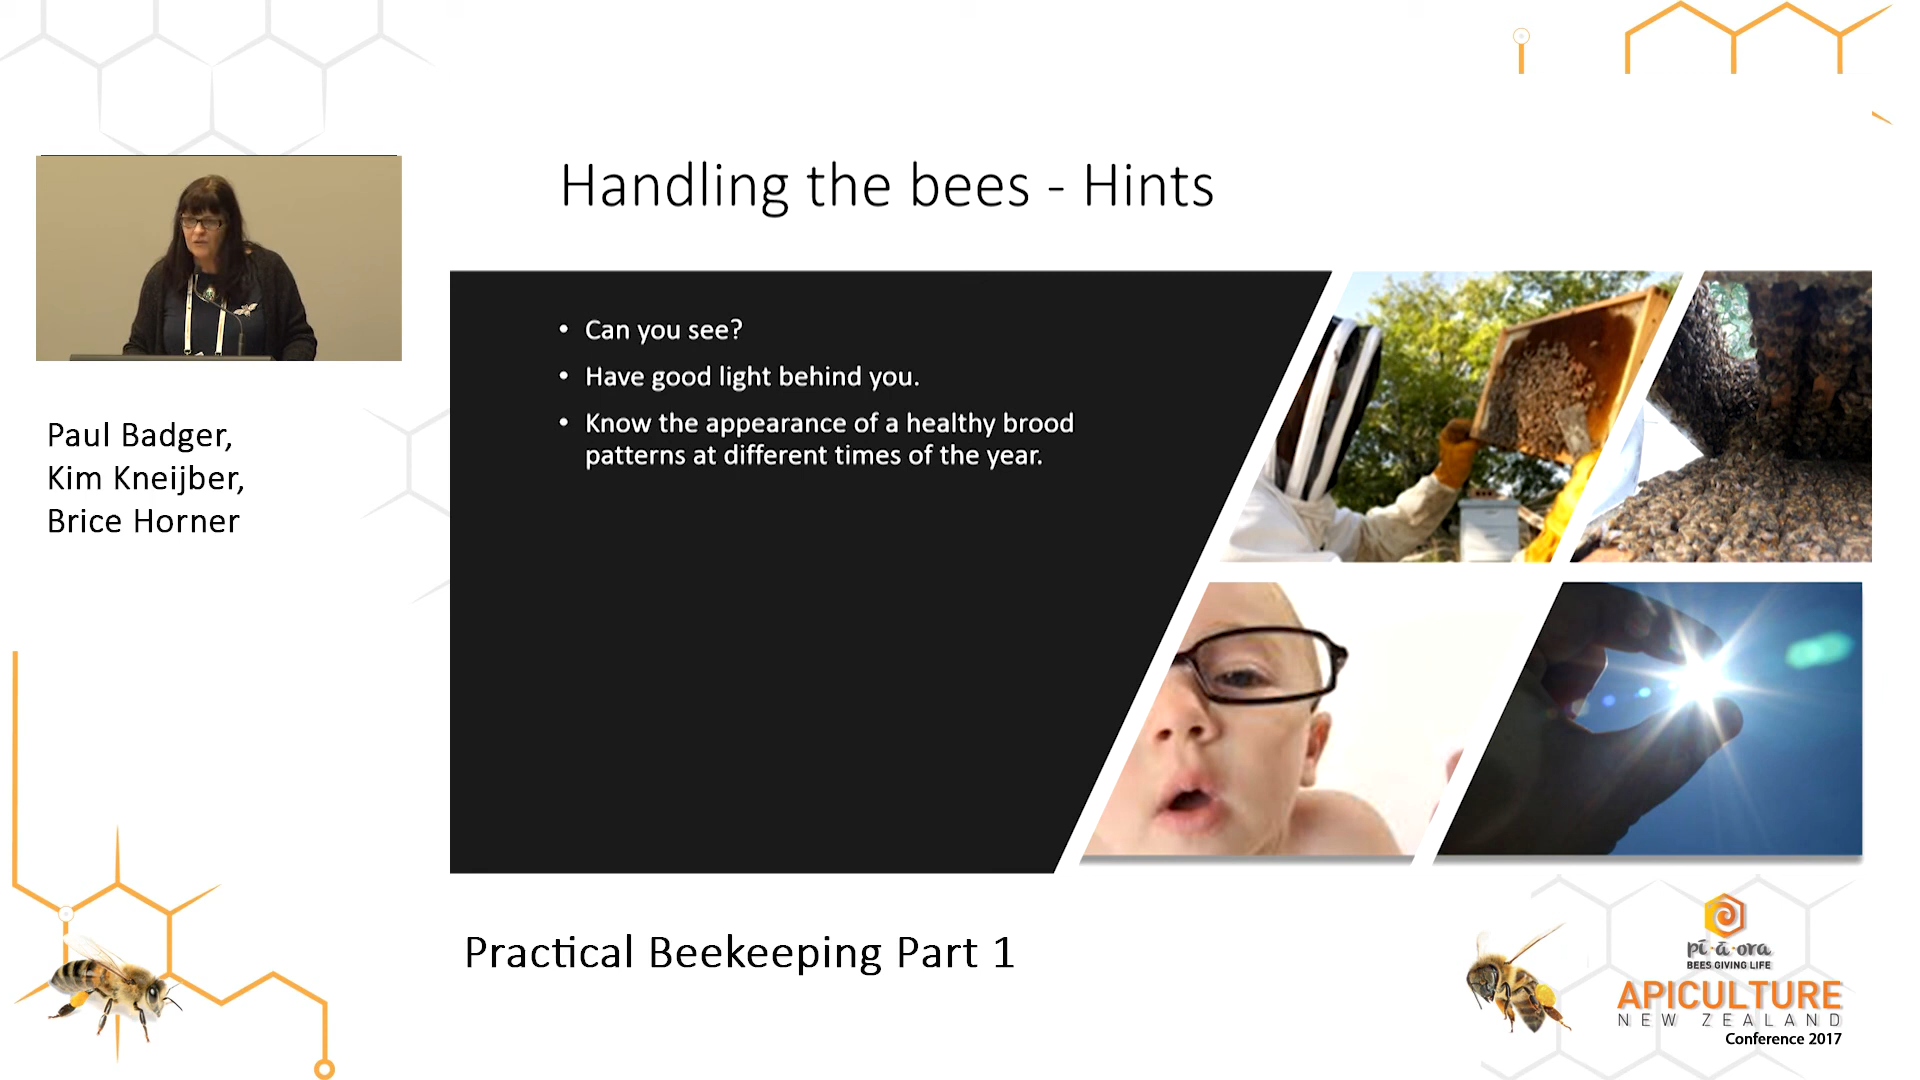 Handling the bees - Hints
• Can you see?
• Have good light behind you.
• Know the appearance of a healthy brood
patterns at different times of the year.
Paul Badger,
Kim Kneijber,
Brice Horner
Practical Beekeeping Part 1
pī·ā·ora
BEES GIVING LIFE
APICULTURE
NEW ZEALAND
Conference 2017